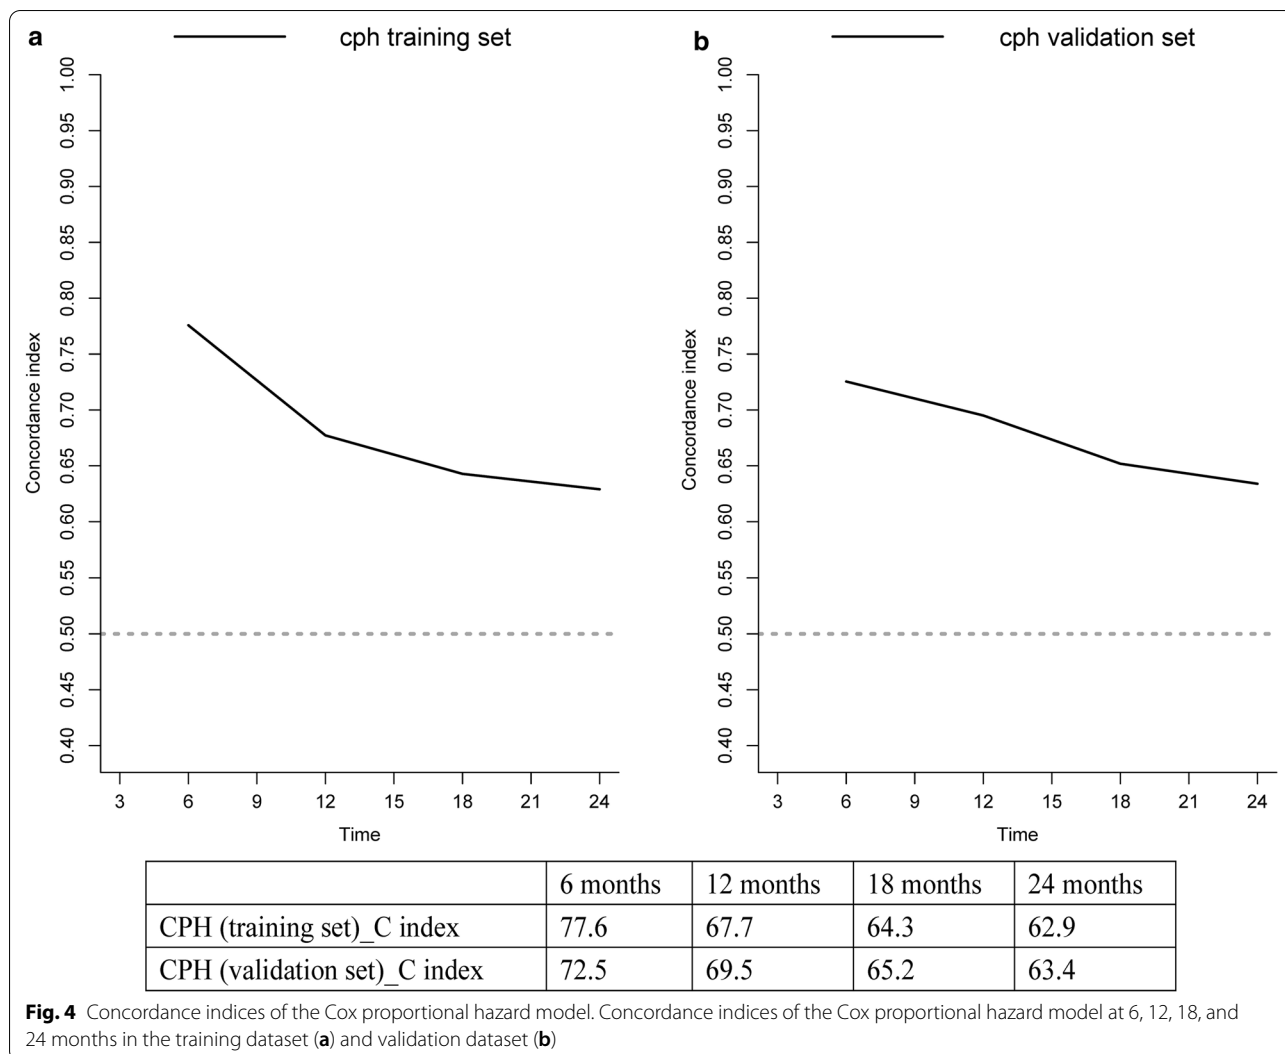 a
cph training set
1.00
0.95
0.90
0.85
0.80
0.75
0.70
0.65
0.60
0.55
0.50
0.45
0.40
Concordance index
3 6 9 12 15 18 21 24
Time
b
cph validation set
1.00
0.95
0.90
0.85
0.80
0.75
0.70
0.65
0.60
0.55
0.50
0.45
0.40
Concordance index
3 6 9 12 15 18 21 24
Time
6 months 12 months 18 months 24 months
CPH (training set)_C index 77.6 67.7 64.3 62.9
CPH (validation set)_C index 72.5 69.5 65.2 63.4
Fig. 4 Concordance indices of the Cox proportional hazard model. Concordance indices of the Cox proportional hazard model at 6, 12, 18, and
24 months in the training dataset (a) and validation dataset (b)